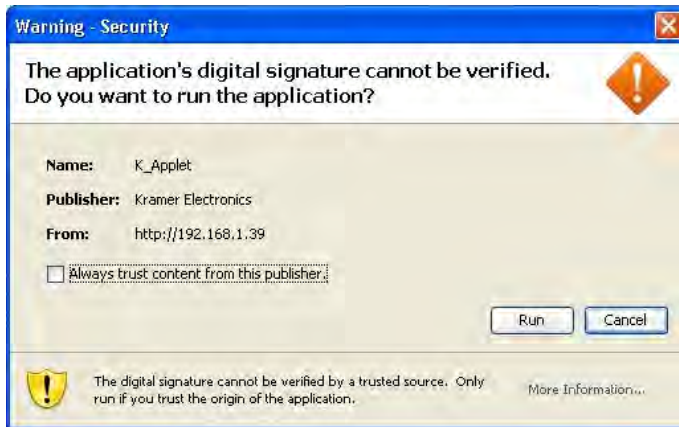 Warning - Security
The application's digital signature cannot be verified.
Do you want to run the application?
Name: K_Applet
Publisher: Kramer Electronics
From: http://192.168.1.39
Always trust content from this publisher.
Run Cancel
The digital signature cannot be verified by a trusted source. Only
run if you trust the origin of the application.
More Information...